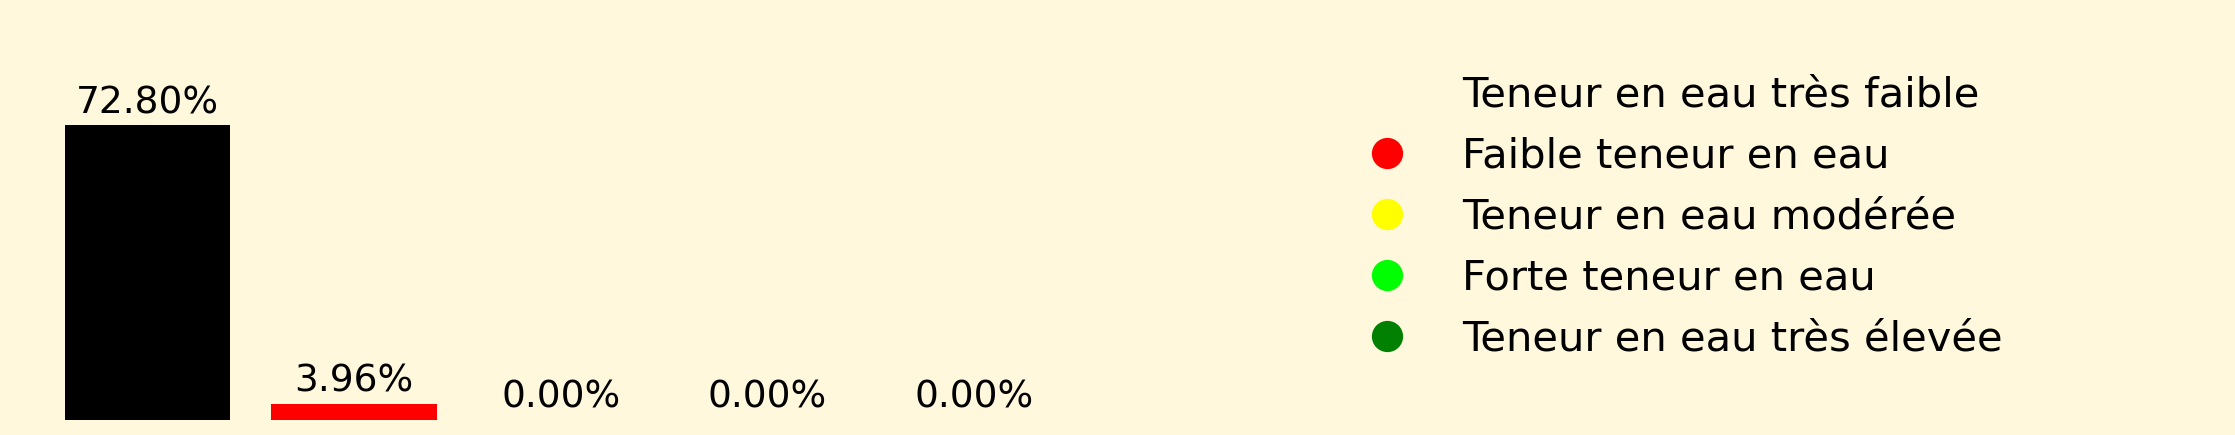 72.80%
3.96%
0.00%
0.00%
0.00%
Teneur en eau très faible
Faible teneur en eau
Teneur en eau modérée
Forte teneur en eau
Teneur en eau très élevée